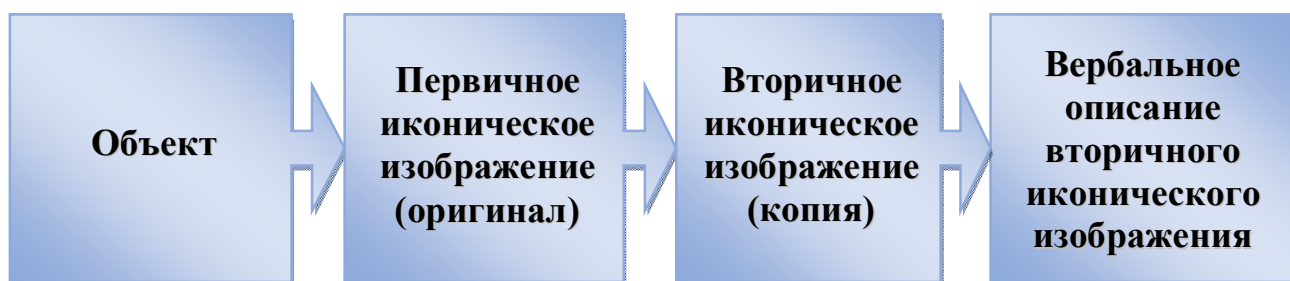 Объект
Первичное
иконическое
изображение
(оригинал)
Вторичное
иконическое
изображение
(копия)
Вербальное
описание
вторичного
иконического
изображения